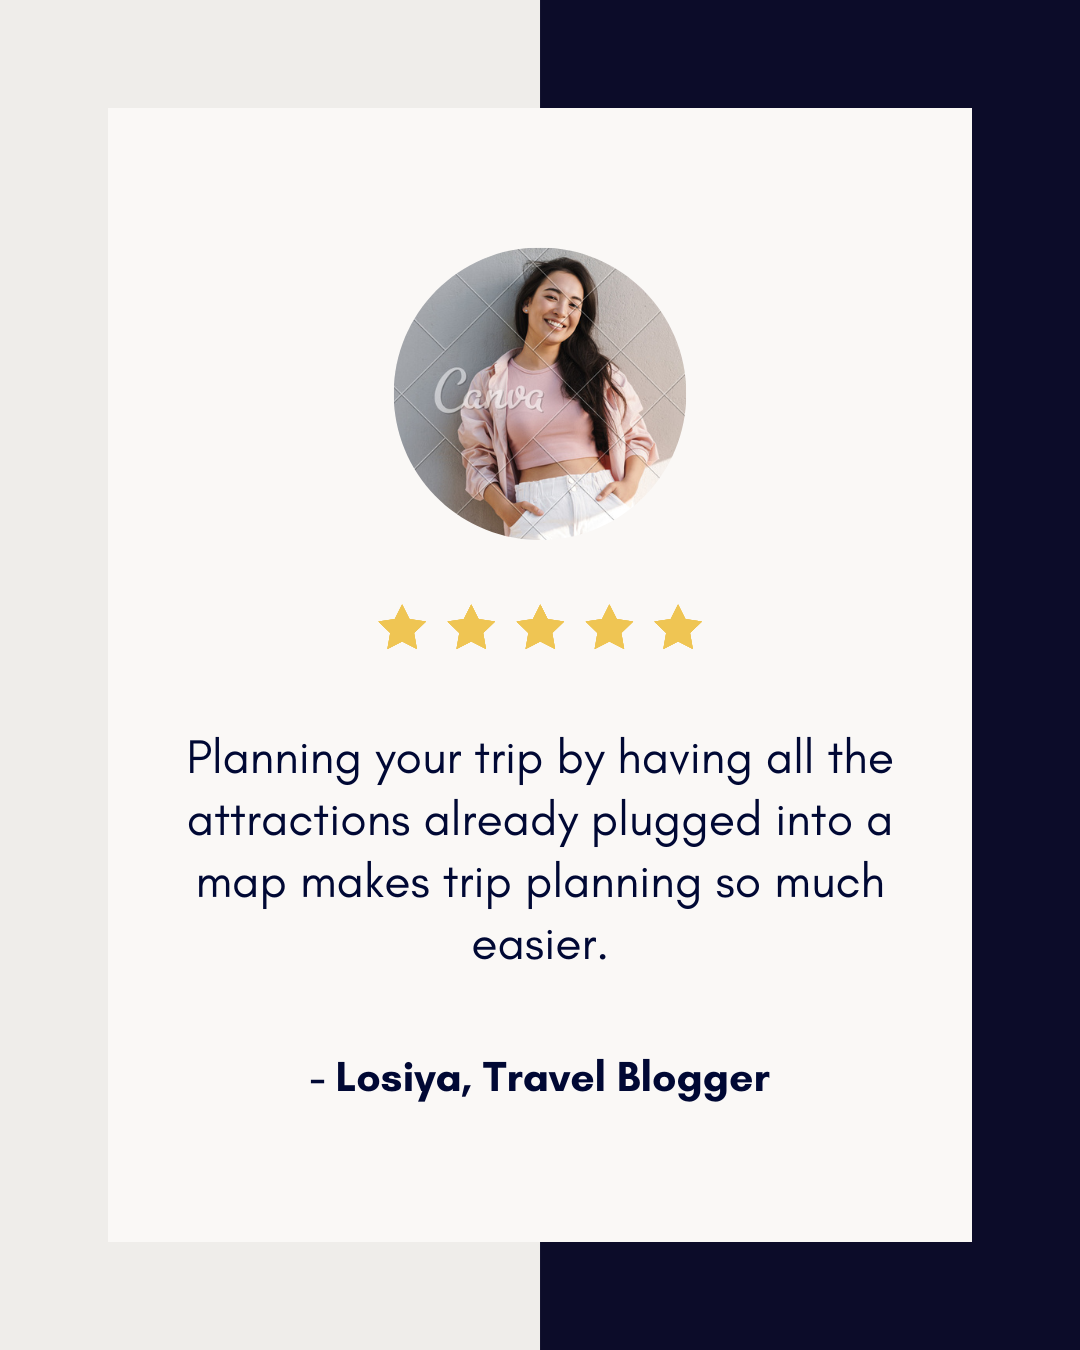 Canva
Planning your trip by having all the
attractions already plugged into a
map makes trip planning so much
easier.
- Losiya, Travel Blogger